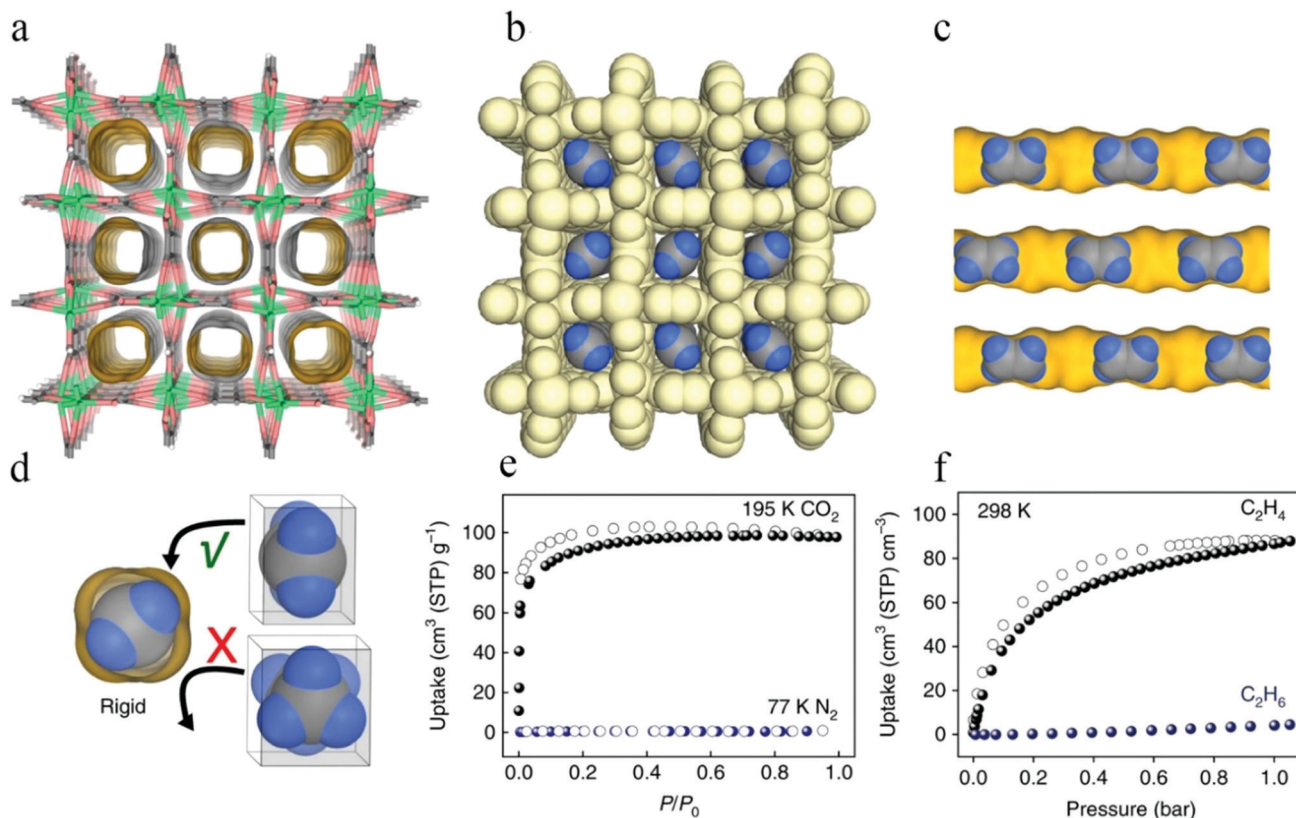 a
b
c
d
√
X
Rigid
e
Uptake (cm³ (STP) g⁻¹)
100
80
60
40
20
0
195 K CO₂
77 K N₂
0.0 0.2 0.4 0.6 0.8 1.0
P/P₀
f
Uptake (cm³ (STP) cm⁻³)
100
80
60
40
20
0
298 K
C₂H₄
C₂H₆
0.0 0.2 0.4 0.6 0.8 1.0
Pressure (bar)